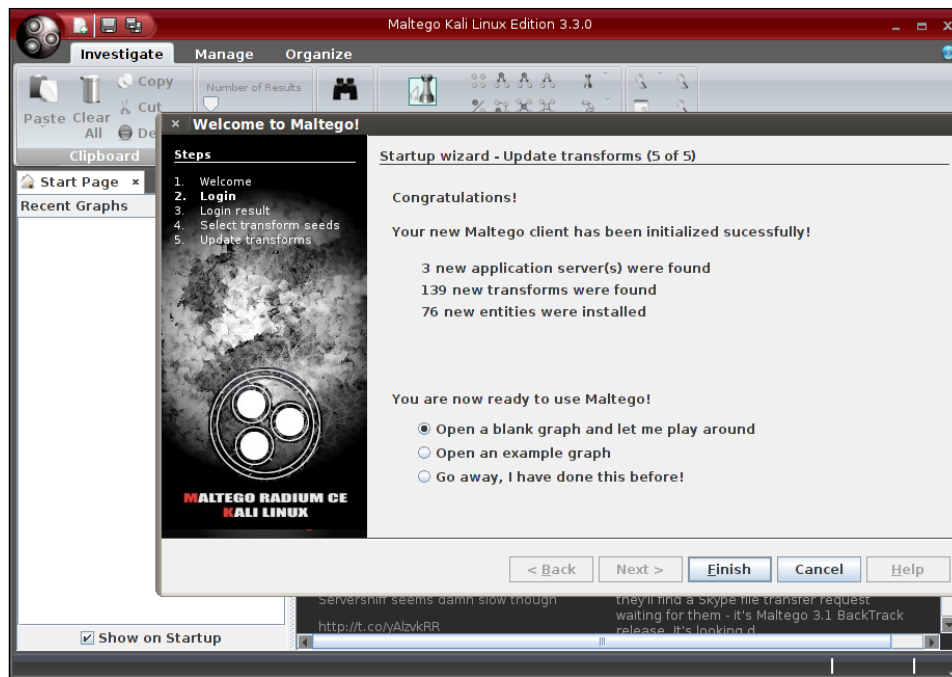 Maltego Kali Linux Edition 3.3.0
Investigate Manage Organize
Copy
Cut
De
Paste Clear All
Number of Results
Clipboard
× Welcome to Maltego!
Start Page ×
Recent Graphs
Steps
1. Welcome
2. Login
3. Login result
4. Select transform seeds
5. Update transforms
MALTEGO RADIUM CE
KALI LINUX
Startup wizard - Update transforms (5 of 5)
Congratulations!
Your new Maltego client has been initialized sucessfully!
3 new application server(s) were found
139 new transforms were found
76 new entities were installed
You are now ready to use Maltego!
Open a blank graph and let me play around
Open an example graph
Go away, I have done this before!
< Back Next > Finish Cancel Help
Serversniff seems damn slow though
http://t.co/yAlzvkRR
they'll find a Skype file transfer request
waiting for them - it's Maltego 3.1 BackTrack
release. It's looking d
Show on Startup